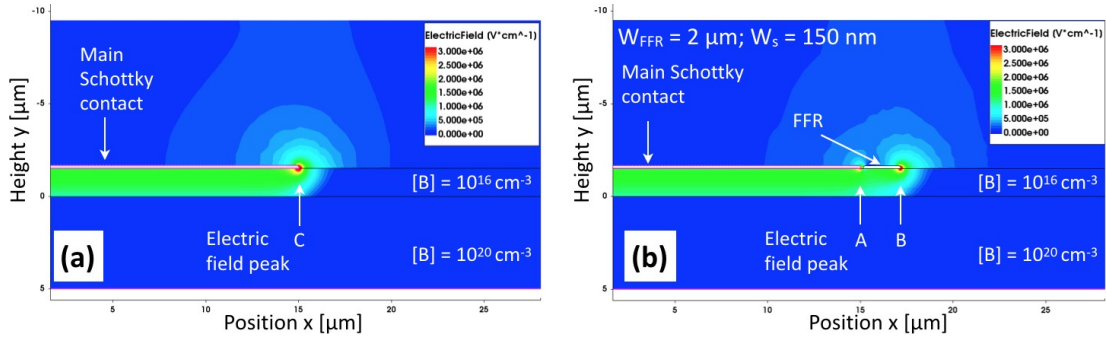 -10
-5
0
5
Height y [μm]
Main
Schottky
contact
ElectricField (V*cm^-1)
3.000e+06
2.500e+06
2.000e+06
1.500e+06
1.000e+06
5.000e+05
0.000e+00
[B] = 10¹⁶ cm⁻³
(a)
Electric
field peak
C
[B] = 10²⁰ cm⁻³
5
10
15
20
25
Position x [μm]
-10
-5
0
5
Height y [μm]
W_FFR = 2 μm; W_s = 150 nm
Main Schottky
contact
FFR
ElectricField (V*cm^-1)
3.000e+06
2.500e+06
2.000e+06
1.500e+06
1.000e+06
5.000e+05
0.000e+00
[B] = 10¹⁶ cm⁻³
(b)
Electric
field peak
A
B
[B] = 10²⁰ cm⁻³
5
10
15
20
25
Position x [μm]